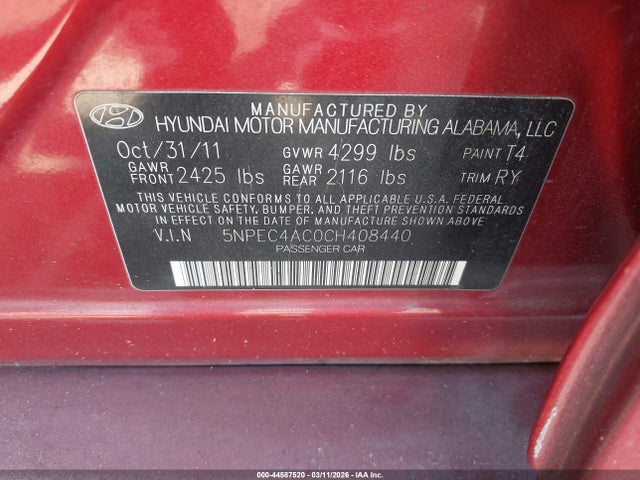 MANUFACTURED BY
HYUNDAI MOTOR MANUFACTURING ALABAMA, LLC
Oct/31/11 GVWR 4299 lbs PAINT T4
GAWR FRONT 2425 lbs GAWR REAR 2116 lbs TRIM RY
THIS VEHICLE CONFORMS TO ALL APPLICABLE U.S.A. FEDERAL
MOTOR VEHICLE SAFETY, BUMPER, AND THEFT PREVENTION STANDARDS
IN EFFECT ON THE DATE OF MANUFACTURE SHOWN ABOVE.
V.I.N 5NPEC4AC0CH408440
PASSENGER CAR
000-44587520 - 03/11/2026 - IAAI.COM